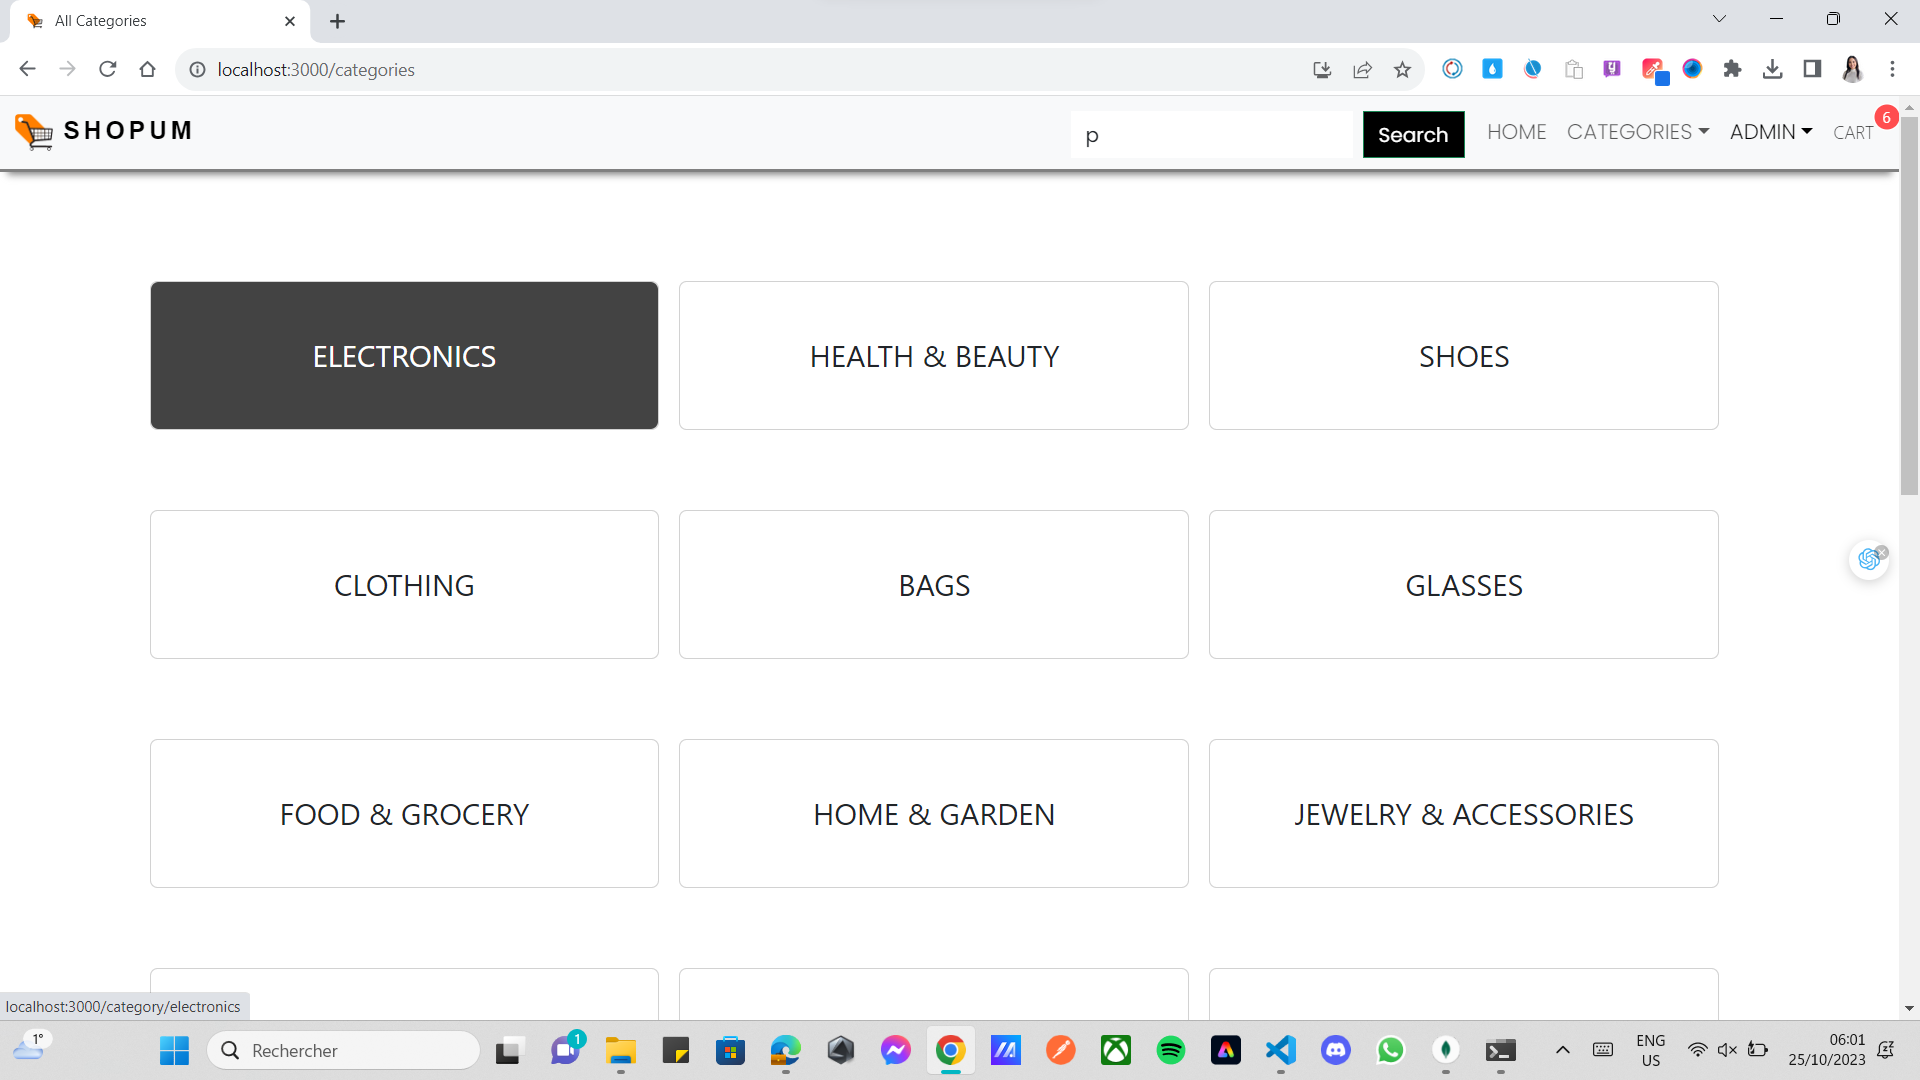 All Categories
localhost:3000/categories
SHOPUM
p
Search
HOME
CATEGORIES
ADMIN
CART
6
ELECTRONICS
HEALTH & BEAUTY
SHOES
CLOTHING
BAGS
GLASSES
FOOD & GROCERY
HOME & GARDEN
JEWELRY & ACCESSORIES
localhost:3000/category/electronics
1°
Rechercher
1
ENG
US
06:01
25/10/2023